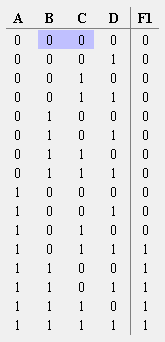 A B C D F1
0 0 0 0 0
0 0 0 1 0
0 0 1 0 0
0 0 1 1 0
0 1 0 0 0
0 1 0 1 0
0 1 1 0 0
0 1 1 1 0
1 0 0 0 0
1 0 0 1 0
1 0 1 0 0
1 0 1 1 1
1 1 0 0 1
1 1 0 1 1
1 1 1 0 1
1 1 1 1 1